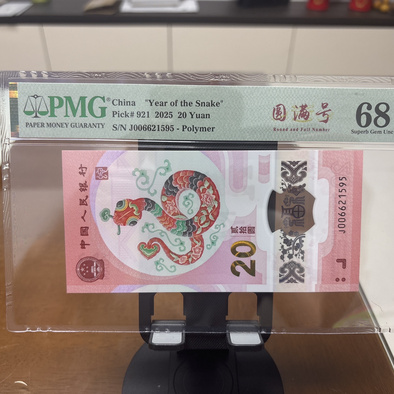 PMG
PAPER MONEY GUARANTY
China "Year of the Snake"
Pick# 921 2025 20 Yuan
S/N J006621595 - Polymer
圆满号
Round and Full Number
68
Superb Gem Unc
中国人民银行
贰拾圆
20
J006621595